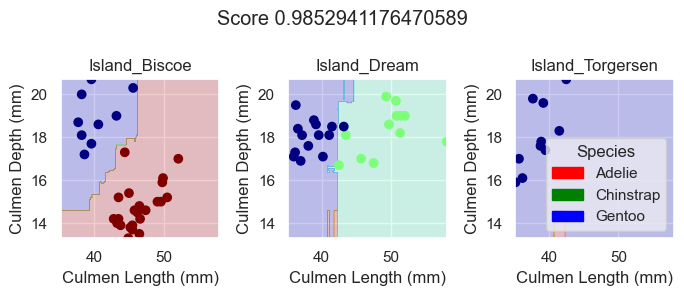 Score 0.9852941176470589
Island_Biscoe
Island_Dream
Island_Torgersen
Culmen Depth (mm)
20
18
16
14
40
50
Culmen Length (mm)
Culmen Depth (mm)
20
18
16
14
40
50
Culmen Length (mm)
Culmen Depth (mm)
20
18
16
14
40
50
Culmen Length (mm)
Species
Adelie
Chinstrap
Gentoo